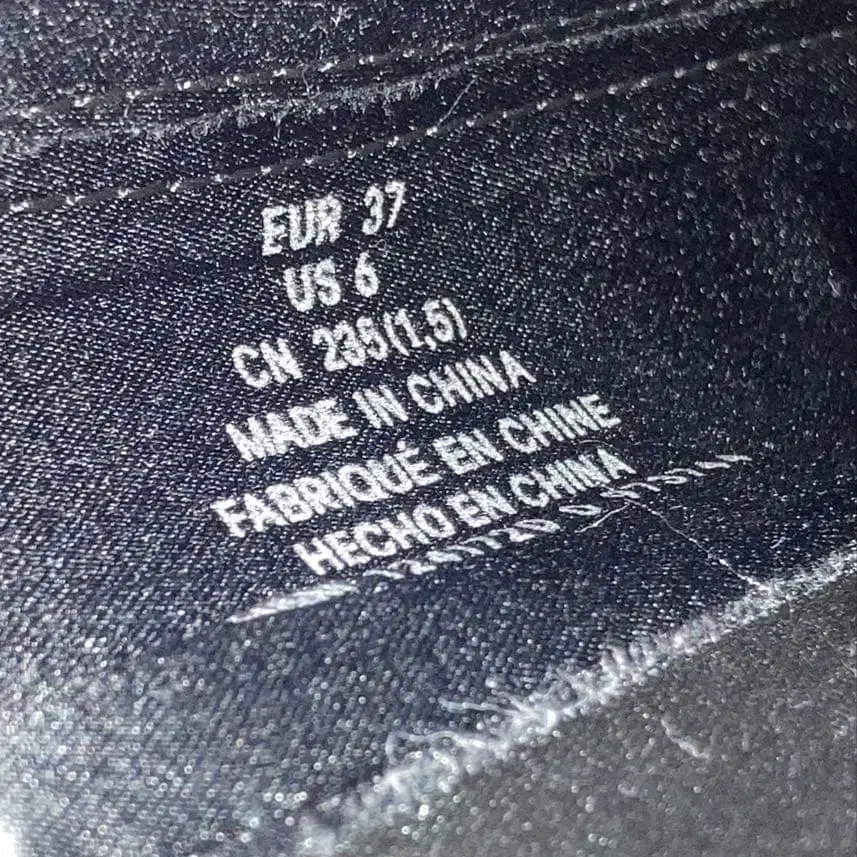 EUR 37
US 6
CN 235(1,5)
MADE IN CHINA
FABRIQUÉ EN CHINE
HECHO EN CHINA